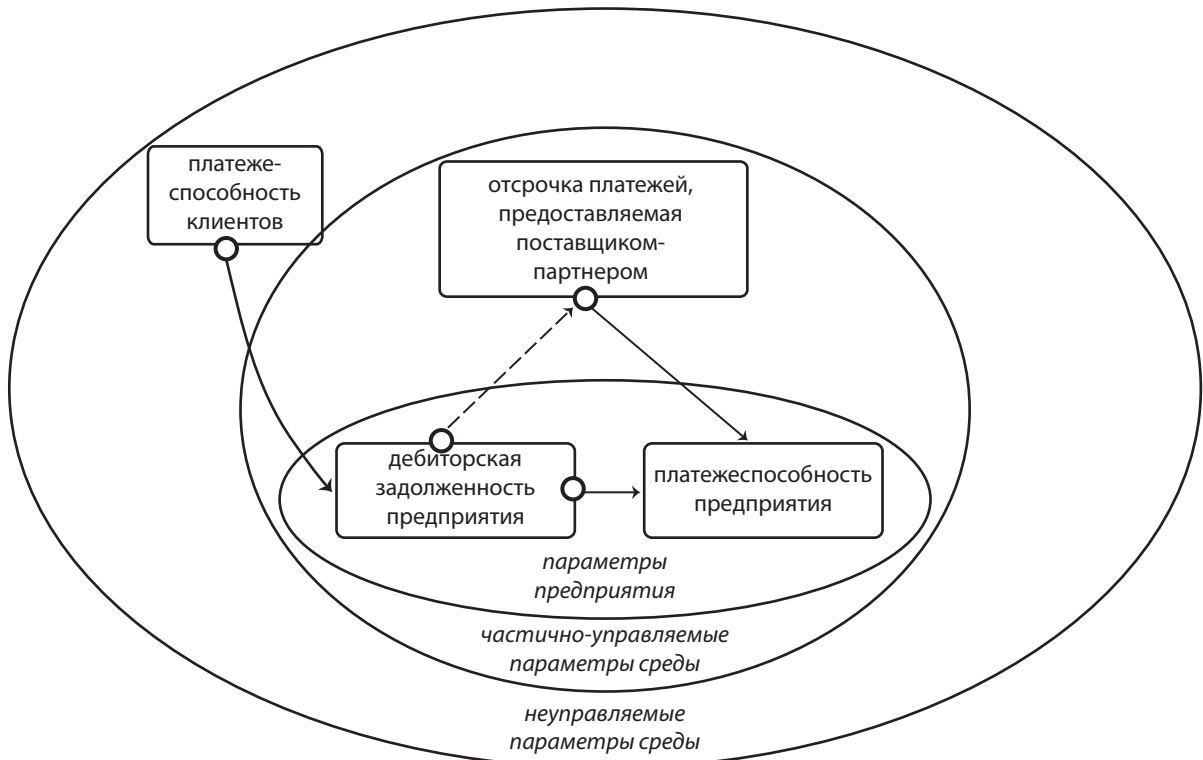 платеже-
способность
клиентов
отсрочка платежей,
предоставляемая
поставщиком-
партнером
дебиторская
задолженность
предприятия
платежеспособность
предприятия
параметры
предприятия
частично-управляемые
параметры среды
неуправляемые
параметры среды